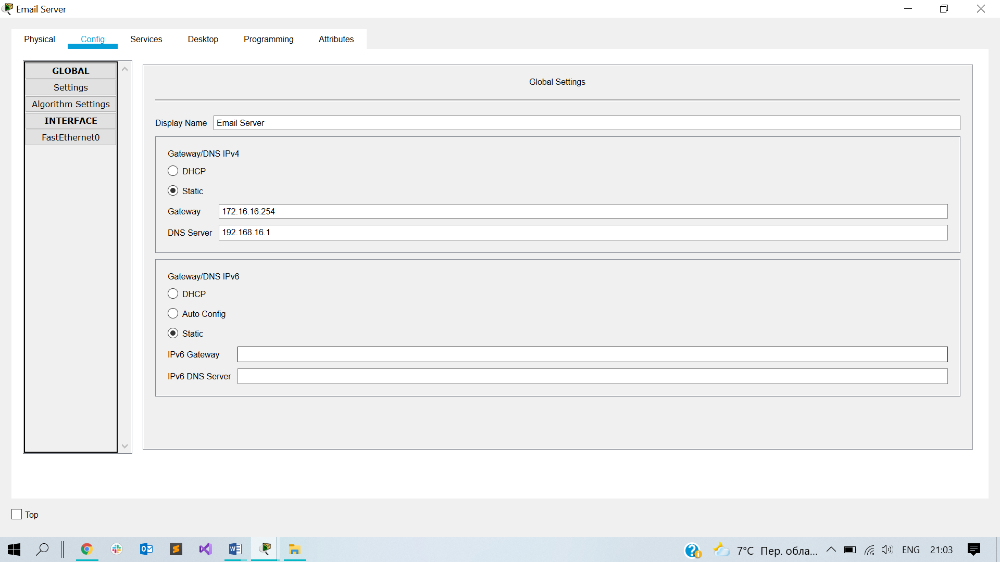 Email Server
Physical Config Services Desktop Programming Attributes
GLOBAL
Settings
Algorithm Settings
INTERFACE
FastEthernet0
Global Settings
Display Name Email Server
Gateway/DNS IPv4
DHCP
Static
Gateway 172.16.16.254
DNS Server 192.168.16.1
Gateway/DNS IPv6
DHCP
Auto Config
Static
IPv6 Gateway
IPv6 DNS Server
Top
7°C Пер. обла... ENG 21:03